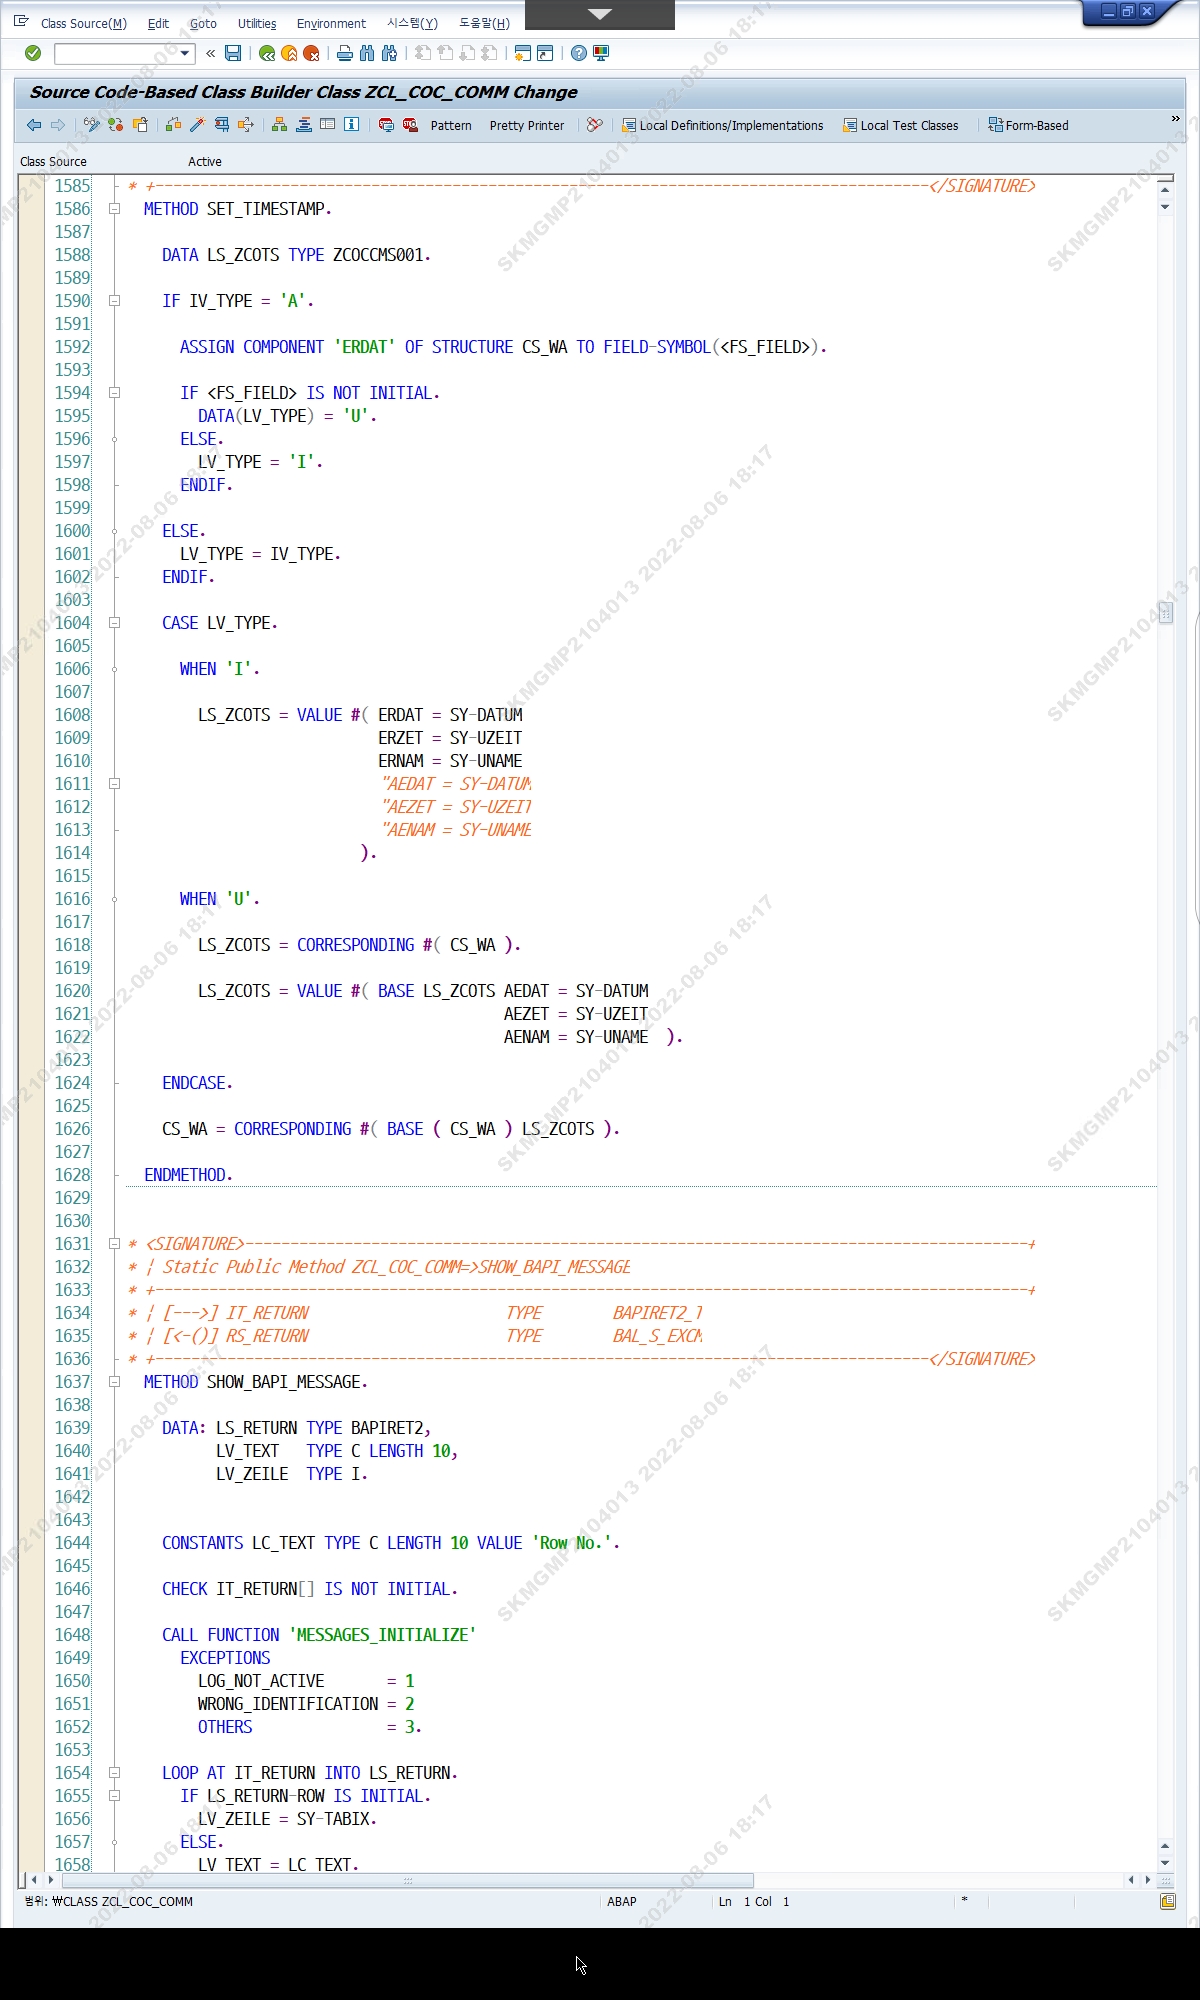 Class Source(M) Edit Goto Utilities Environment 시스템(Y) 도움말(H)
Source Code-Based Class Builder Class ZCL_COC_COMM Change
Pattern Pretty Printer Local Definitions/Implementations Local Test Classes Form-Based »
Class Source Active
1585 * +--------------------------------------------------------------------------------------</SIGNATURE>
1586 METHOD SET_TIMESTAMP.
1587
1588 DATA LS_ZCOTS TYPE ZCOCCMS001.
1589
1590 IF IV_TYPE = 'A'.
1591
1592 ASSIGN COMPONENT 'ERDAT' OF STRUCTURE CS_WA TO FIELD-SYMBOL(<FS_FIELD>).
1593
1594 IF <FS_FIELD> IS NOT INITIAL.
1595 DATA(LV_TYPE) = 'U'.
1596 ELSE.
1597 LV_TYPE = 'I'.
1598 ENDIF.
1599
1600 ELSE.
1601 LV_TYPE = IV_TYPE.
1602 ENDIF.
1603
1604 CASE LV_TYPE.
1605
1606 WHEN 'I'.
1607
1608 LS_ZCOTS = VALUE #( ERDAT = SY-DATUM
1609 ERZET = SY-UZEIT
1610 ERNAM = SY-UNAME
1611 "AEDAT = SY-DATUM
1612 "AEZET = SY-UZEIT
1613 "AENAM = SY-UNAME
1614 ).
1615
1616 WHEN 'U'.
1617
1618 LS_ZCOTS = CORRESPONDING #( CS_WA ).
1619
1620 LS_ZCOTS = VALUE #( BASE LS_ZCOTS AEDAT = SY-DATUM
1621 AEZET = SY-UZEIT
1622 AENAM = SY-UNAME ).
1623
1624 ENDCASE.
1625
1626 CS_WA = CORRESPONDING #( BASE ( CS_WA ) LS_ZCOTS ).
1627
1628 ENDMETHOD.
1629
1630
1631 * <SIGNATURE>---------------------------------------------------------------------------------------+
1632 * ¦ Static Public Method ZCL_COC_COMM=>SHOW_BAPI_MESSAGE
1633 * +-------------------------------------------------------------------------------------------------+
1634 * ¦ [--->] IT_RETURN TYPE BAPIRET2_T
1635 * ¦ [<-()] RS_RETURN TYPE BAL_S_EXCM
1636 * +--------------------------------------------------------------------------------------</SIGNATURE>
1637 METHOD SHOW_BAPI_MESSAGE.
1638
1639 DATA: LS_RETURN TYPE BAPIRET2,
1640 LV_TEXT TYPE C LENGTH 10,
1641 LV_ZEILE TYPE I.
1642
1643
1644 CONSTANTS LC_TEXT TYPE C LENGTH 10 VALUE 'Row No.'.
1645
1646 CHECK IT_RETURN[] IS NOT INITIAL.
1647
1648 CALL FUNCTION 'MESSAGES_INITIALIZE'
1649 EXCEPTIONS
1650 LOG_NOT_ACTIVE = 1
1651 WRONG_IDENTIFICATION = 2
1652 OTHERS = 3.
1653
1654 LOOP AT IT_RETURN INTO LS_RETURN.
1655 IF LS_RETURN-ROW IS INITIAL.
1656 LV_ZEILE = SY-TABIX.
1657 ELSE.
1658 LV_TEXT = LC_TEXT.
범위: ₩CLASS ZCL_COC_COMM ABAP Ln 1 Col 1 *
SKMGMP2104013 2022-08-06 18:17